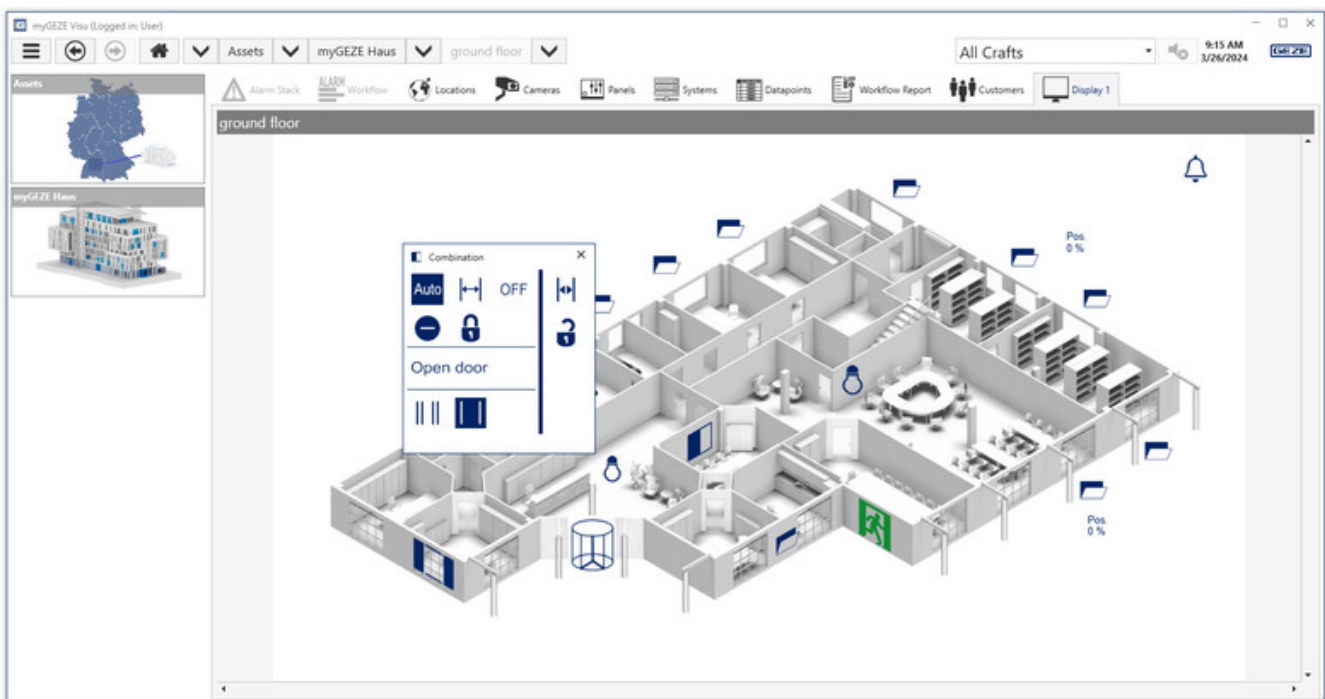 myGEZE Visu (Logged in: User)
Assets
myGEZE Haus
ground floor
All Crafts
9:15 AM
3/26/2024
GEZE
Assets
myGEZE Haus
Alarm Stack
ALARM
Workflow
Locations
Cameras
Panels
Systems
Datapoints
Workflow Report
Customers
Display 1
ground floor
Combination
Auto
OFF
Open door
Pos.
0 %
Pos.
0 %